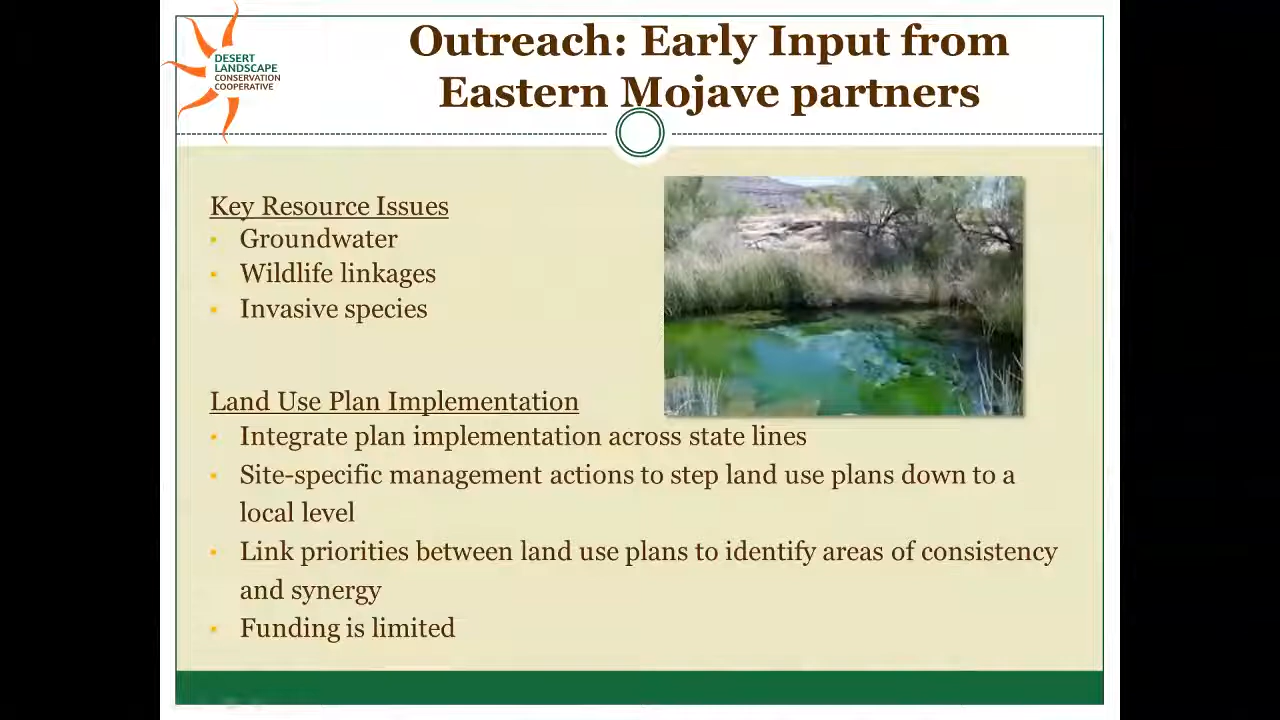 DESERT
LANDSCAPE
CONSERVATION
COOPERATIVE
Outreach: Early Input from
Eastern Mojave partners
Key Resource Issues
Groundwater
Wildlife linkages
Invasive species
Land Use Plan Implementation
Integrate plan implementation across state lines
Site-specific management actions to step land use plans down to a
local level
Link priorities between land use plans to identify areas of consistency
and synergy
Funding is limited